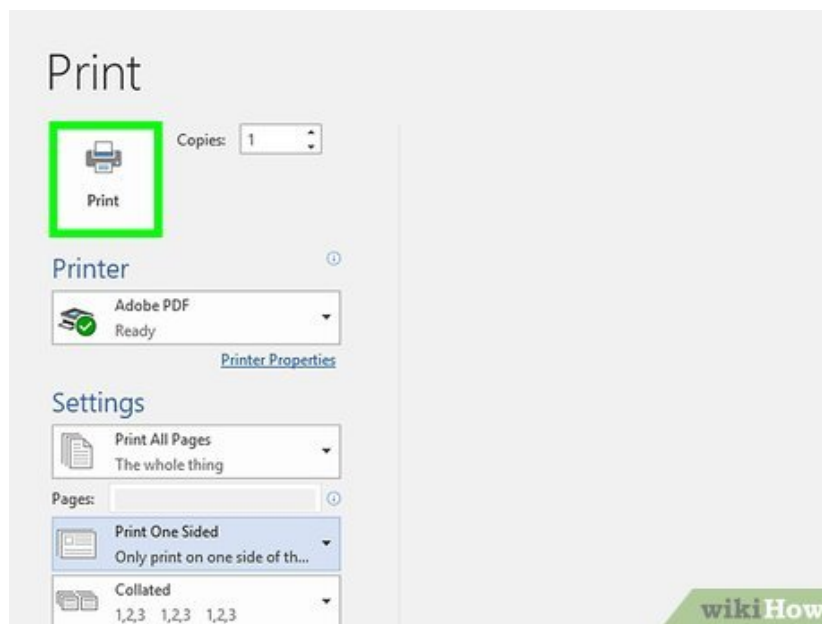 Print
Copies: 1
Print
Printer
Adobe PDF
Ready
Printer Properties
Settings
Print All Pages
The whole thing
Pages:
Print One Sided
Only print on one side of th...
Collated
1,2,3 1,2,3 1,2,3
wikiHow